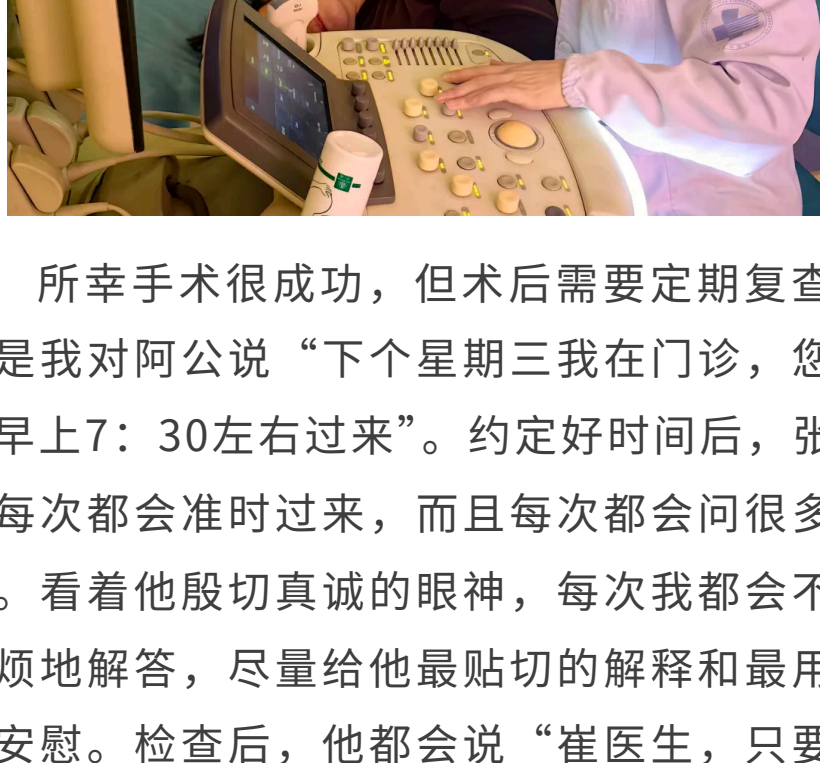 所幸手术很成功，但术后需要定期复查
是我对阿公说“下个星期三我在门诊，您
早上7：30左右过来”。约定好时间后，张
每次都会准时过来，而且每次都会问很多
。看着他殷切真诚的眼神，每次我都会不
烦地解答，尽量给他最贴切的解释和最用
安慰。检查后，他都会说“崔医生，只要